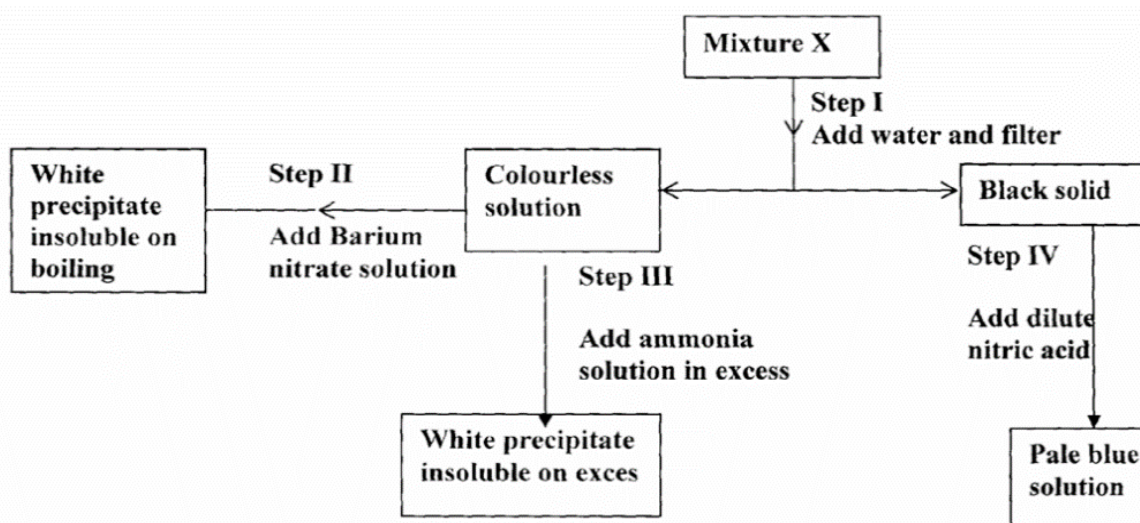 Mixture X
Step I
Add water and filter
White
precipitate
insoluble on
boiling
Step II
Add Barium
nitrate solution
Colourless
solution
Black solid
Step III
Add ammonia
solution in excess
Step IV
Add dilute
nitric acid
White precipitate
insoluble on exces
Pale blue
solution